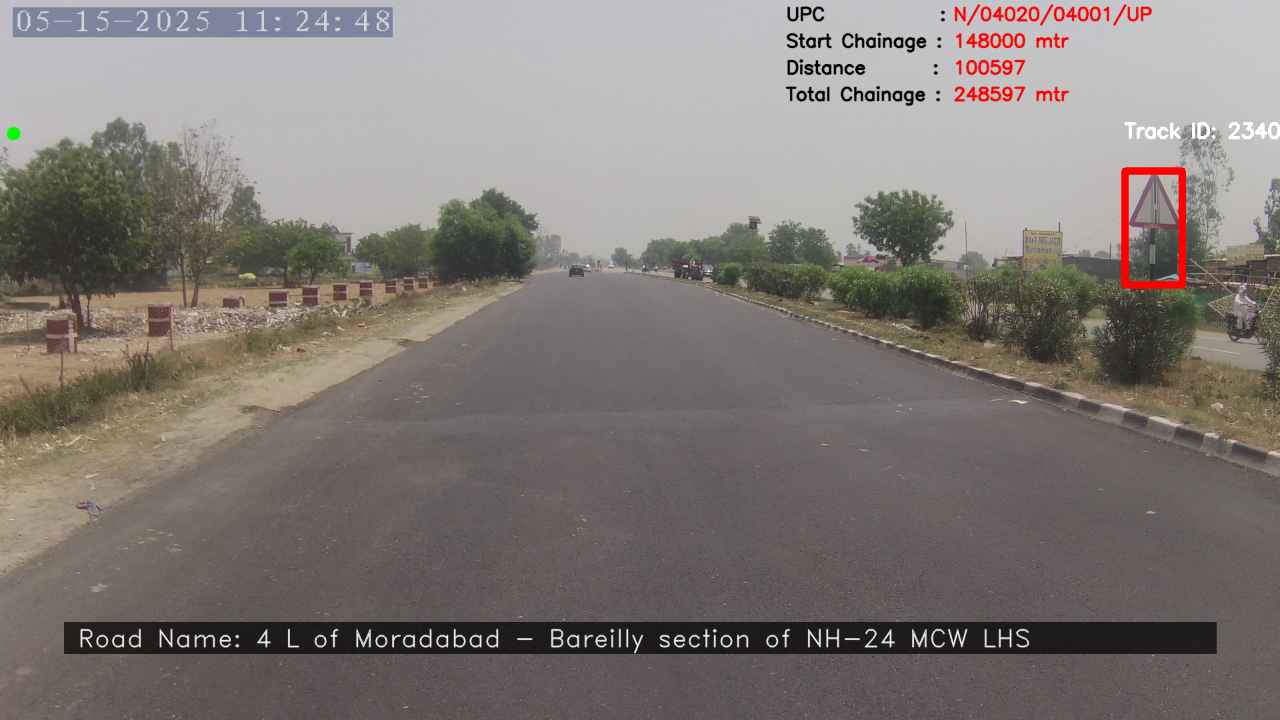 05-15-2025 11:24:48
UPC : N/04020/04001/UP
Start Chainage : 148000 mtr
Distance : 100597
Total Chainage : 248597 mtr
Track ID: 2340
Road Name: 4 L of Moradabad - Bareilly section of NH-24 MCW LHS